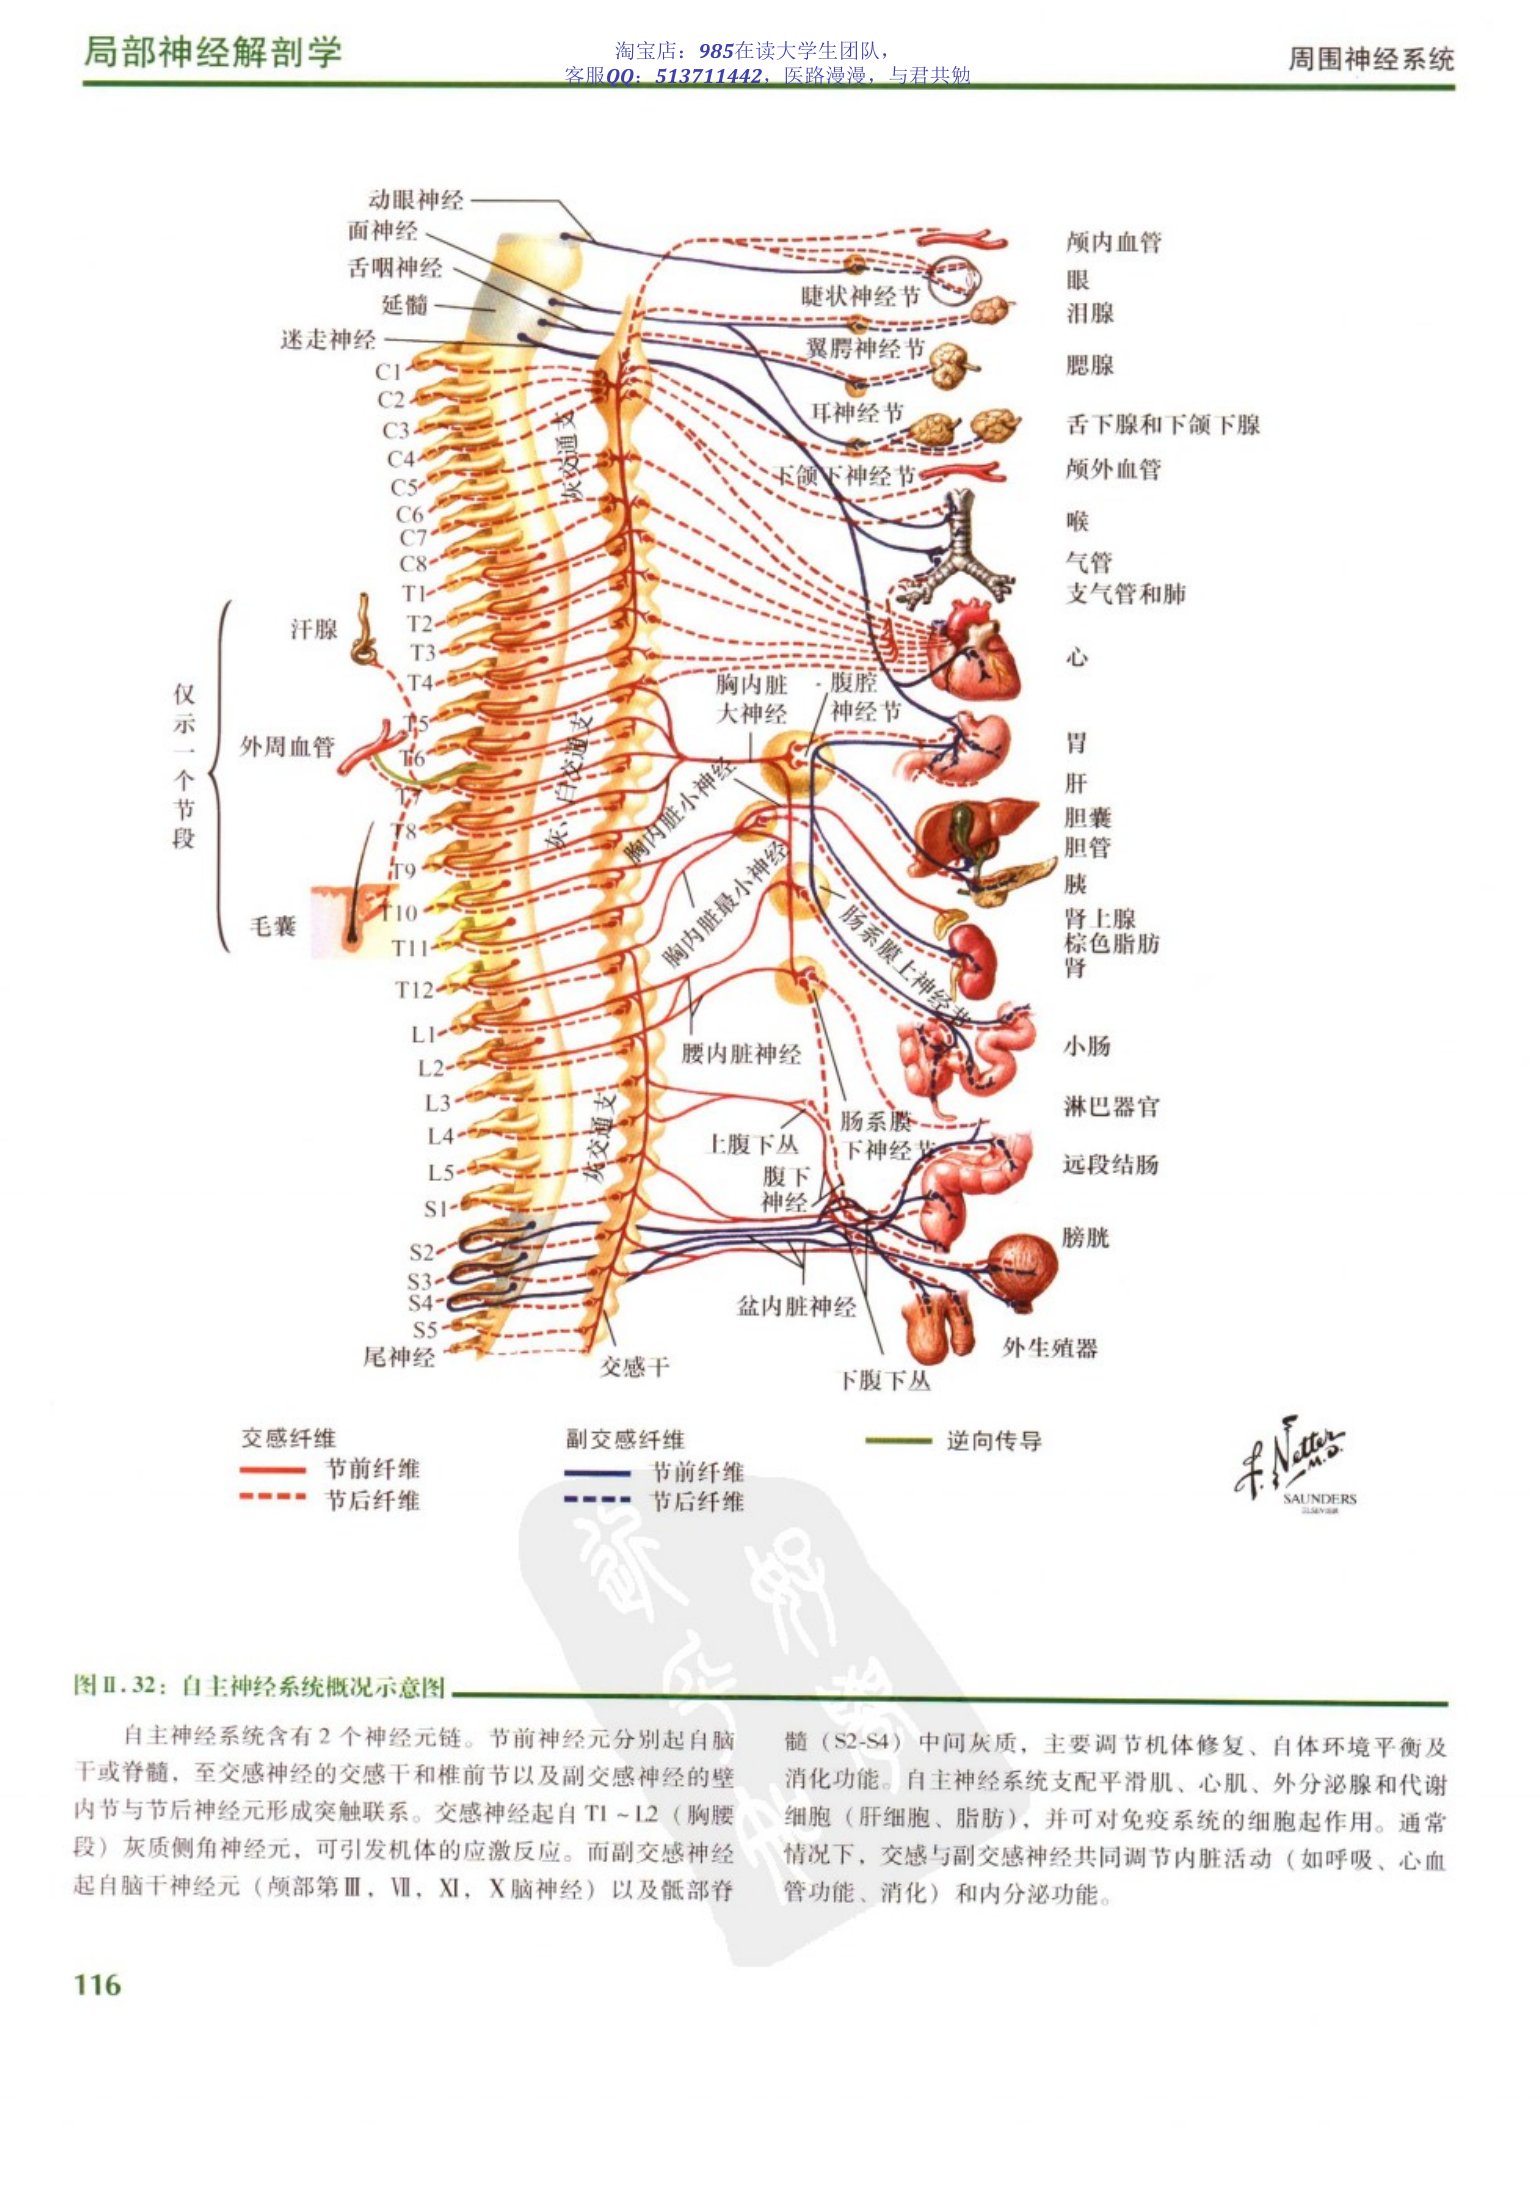 局部神经解剖学
淘宝店：985在读大学生团队，
客服QQ：513711442，医路漫漫，与君共勉
周围神经系统
动眼神经
面神经
舌咽神经
延髓
迷走神经
C1
C2
C3
C4
C5
C6
C7
C8
T1
T2
T3
T4
T5
T6
T7
T8
T9
T10
T11
T12
L1
L2
L3
L4
L5
S1
S2
S3
S4
S5
尾神经
仅示一个节段
汗腺
外周血管
毛囊
灰交通支
灰、白交通支
灰交通支
睫状神经节
翼腭神经节
耳神经节
下颌下神经节
胸内脏
大神经
腹腔
神经节
胸内脏小神经
胸内脏最小神经
肠系膜上神经节
腰内脏神经
肠系膜
下神经节
上腹下丛
腹下
神经
盆内脏神经
交感干
下腹下丛
颅内血管
眼
泪腺
腮腺
舌下腺和下颌下腺
颅外血管
喉
气管
支气管和肺
心
胃
肝
胆囊
胆管
胰
肾上腺
棕色脂肪
肾
小肠
淋巴器官
远段结肠
膀胱
外生殖器
交感纤维
节前纤维
节后纤维
副交感纤维
节前纤维
节后纤维
逆向传导
F. Netter
M.D.
SAUNDERS
ELSEVIER
图Ⅱ.32：自主神经系统概况示意图
自主神经系统含有 2 个神经元链。节前神经元分别起自脑
干或脊髓，至交感神经的交感干和椎前节以及副交感神经的壁
内节与节后神经元形成突触联系。交感神经起自 T1 ~ L2（胸腰
段）灰质侧角神经元，可引发机体的应激反应。而副交感神经
起自脑干神经元（颅部第Ⅲ，Ⅶ，Ⅺ，Ⅹ脑神经）以及骶部脊
髓（S2-S4）中间灰质，主要调节机体修复、自体环境平衡及
消化功能。自主神经系统支配平滑肌、心肌、外分泌腺和代谢
细胞（肝细胞、脂肪），并可对免疫系统的细胞起作用。通常
情况下，交感与副交感神经共同调节内脏活动（如呼吸、心血
管功能、消化）和内分泌功能。
116